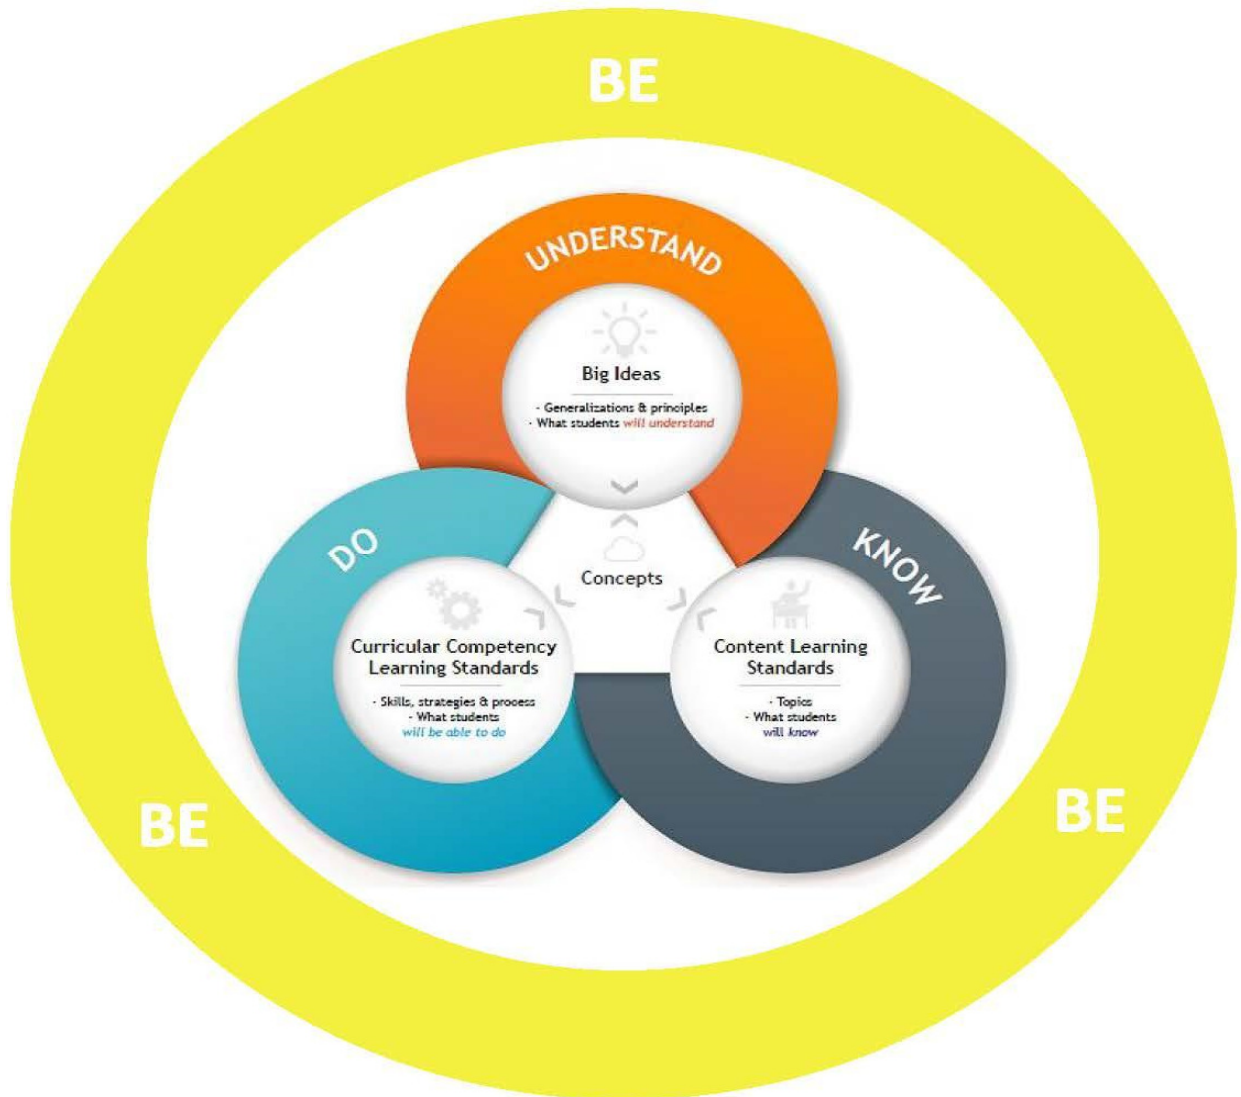 BE
UNDERSTAND
Big Ideas
- Generalizations & principles
- What students will understand
Concepts
DO
Curricular Competency
Learning Standards
- Skills, strategies & process
- What students
will be able to do
KNOW
Content Learning
Standards
- Topics
- What students
will know
BE
BE